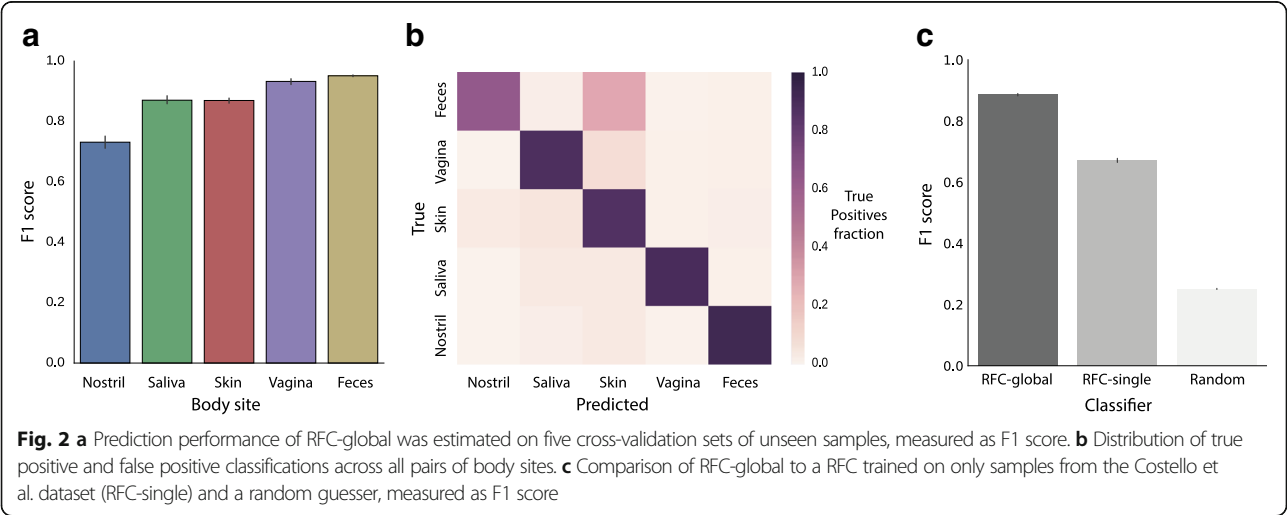 a
1.0
0.8
0.6
0.4
0.2
0.0
F1 score
Nostril Saliva Skin Vagina Feces
Body site
b
True
Feces
Vagina
Skin
Saliva
Nostril
Nostril Saliva Skin Vagina Feces
Predicted
1.0
0.8
0.6
0.4
0.2
0.0
True
Positives
fraction
c
1.0
0.8
0.6
0.4
0.2
0.0
F1 score
RFC-global RFC-single Random
Classifier
Fig. 2 a Prediction performance of RFC-global was estimated on five cross-validation sets of unseen samples, measured as F1 score. b Distribution of true
positive and false positive classifications across all pairs of body sites. c Comparison of RFC-global to a RFC trained on only samples from the Costello et
al. dataset (RFC-single) and a random guesser, measured as F1 score